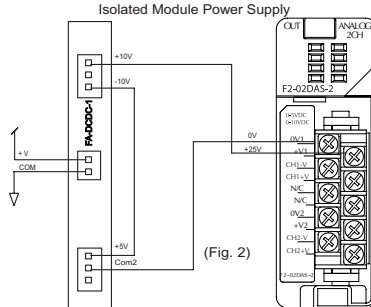 Isolated Module Power Supply
+10V
-10V
FA-DCDC-1
+V
COM
+5V
Com2
0V
+25V
(Fig. 2)
OUT
ANALOG
2CH
F2-02DAS-2
0-5VDC
0-10VDC
0V1
+V1
CH1-V
CH1+V
N/C
N/C
0V2
+V2
CH2-V
CH2+V
F2-02DAS-2